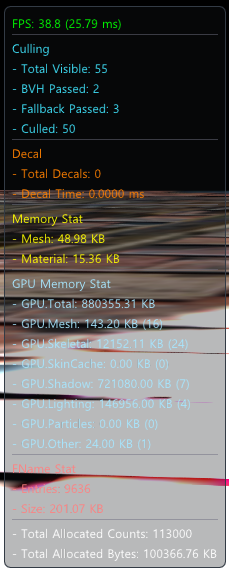 FPS: 38.8 (25.79 ms)
Culling
- Total Visible: 55
- BVH Passed: 2
- Fallback Passed: 3
- Culled: 50
Decal
- Total Decals: 0
- Decal Time: 0.0000 ms
Memory Stat
- Mesh: 48.98 KB
- Material: 15.36 KB
GPU Memory Stat
- GPU.Total: 880355.31 KB
- GPU.Mesh: 143.20 KB (16)
- GPU.Skeletal: 12152.11 KB (24)
- GPU.SkinCache: 0.00 KB (0)
- GPU.Shadow: 721080.00 KB (7)
- GPU.Lighting: 146956.00 KB (4)
- GPU.Particles: 0.00 KB (0)
- GPU.Other: 24.00 KB (1)
FName Stat
- Entries: 9636
- Size: 201.07 KB
- Total Allocated Counts: 113000
- Total Allocated Bytes: 100366.76 KB